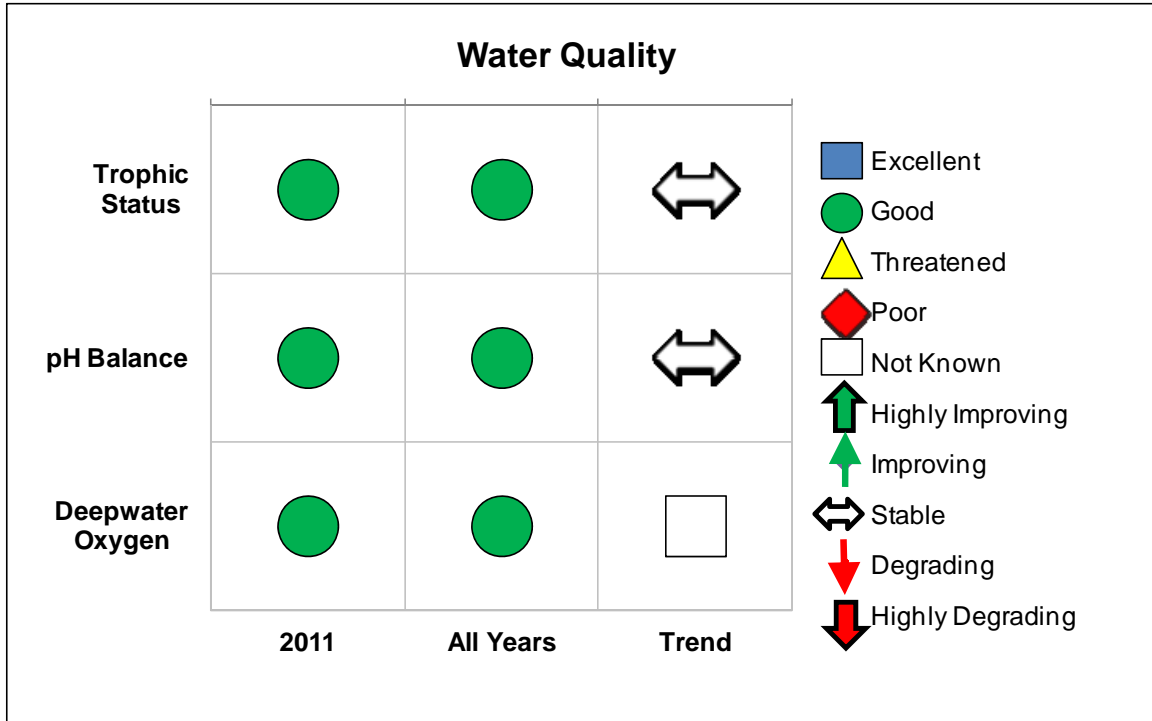 Water Quality
Trophic
Status
pH Balance
Deepwater
Oxygen
2011
All Years
Trend
Excellent
Good
Threatened
Poor
Not Known
Highly Improving
Improving
Stable
Degrading
Highly Degrading